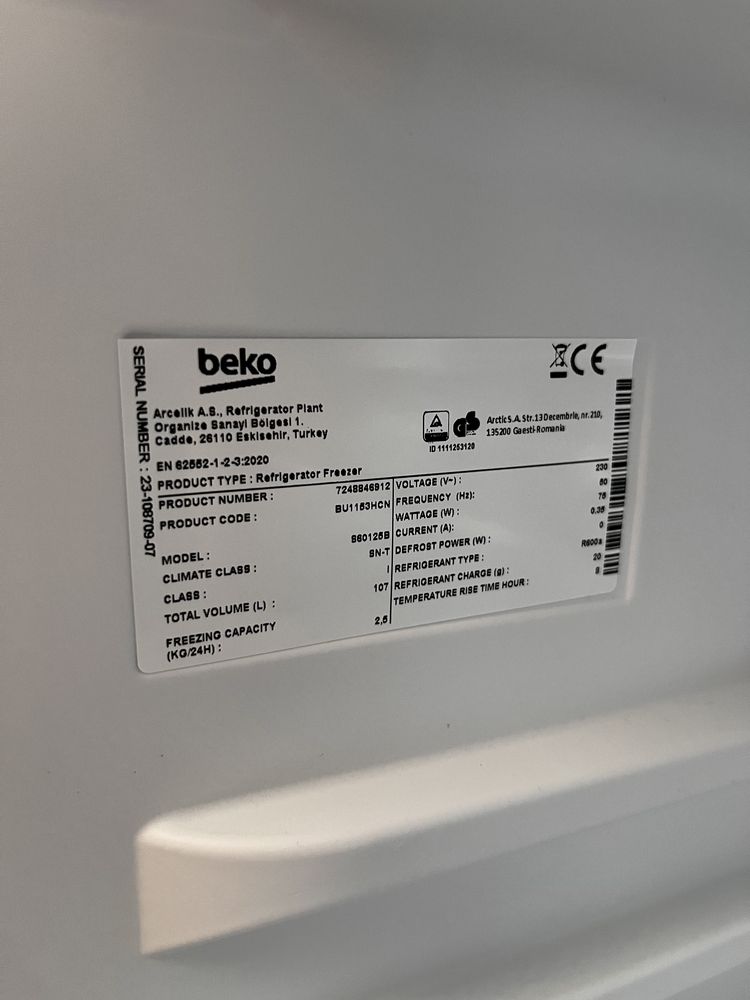 SERIAL NUMBER : 23-108709-07
beko
CE
Arcelik A.S., Refrigerator Plant
Organize Sanayi Bölgesi 1.
Cadde, 26110 Eskisehir, Turkey
ID 1111253120
Arctic S.A. Str.13 Decembrie, nr.210,
135200 Gaesti-Romania
EN 62552-1-2-3:2020
PRODUCT TYPE : Refrigerator Freezer
PRODUCT NUMBER : 7248846912
PRODUCT CODE : BU1153HCN
MODEL : S60125B
CLIMATE CLASS : SN-T
CLASS : I
TOTAL VOLUME (L) : 107
FREEZING CAPACITY
(KG/24H) : 2,5
VOLTAGE (V~) : 230
FREQUENCY (Hz): 50
WATTAGE (W) : 75
CURRENT (A): 0.35
DEFROST POWER (W) : 0
REFRIGERANT TYPE : R600a
REFRIGERANT CHARGE (g) : 20
TEMPERATURE RISE TIME HOUR :